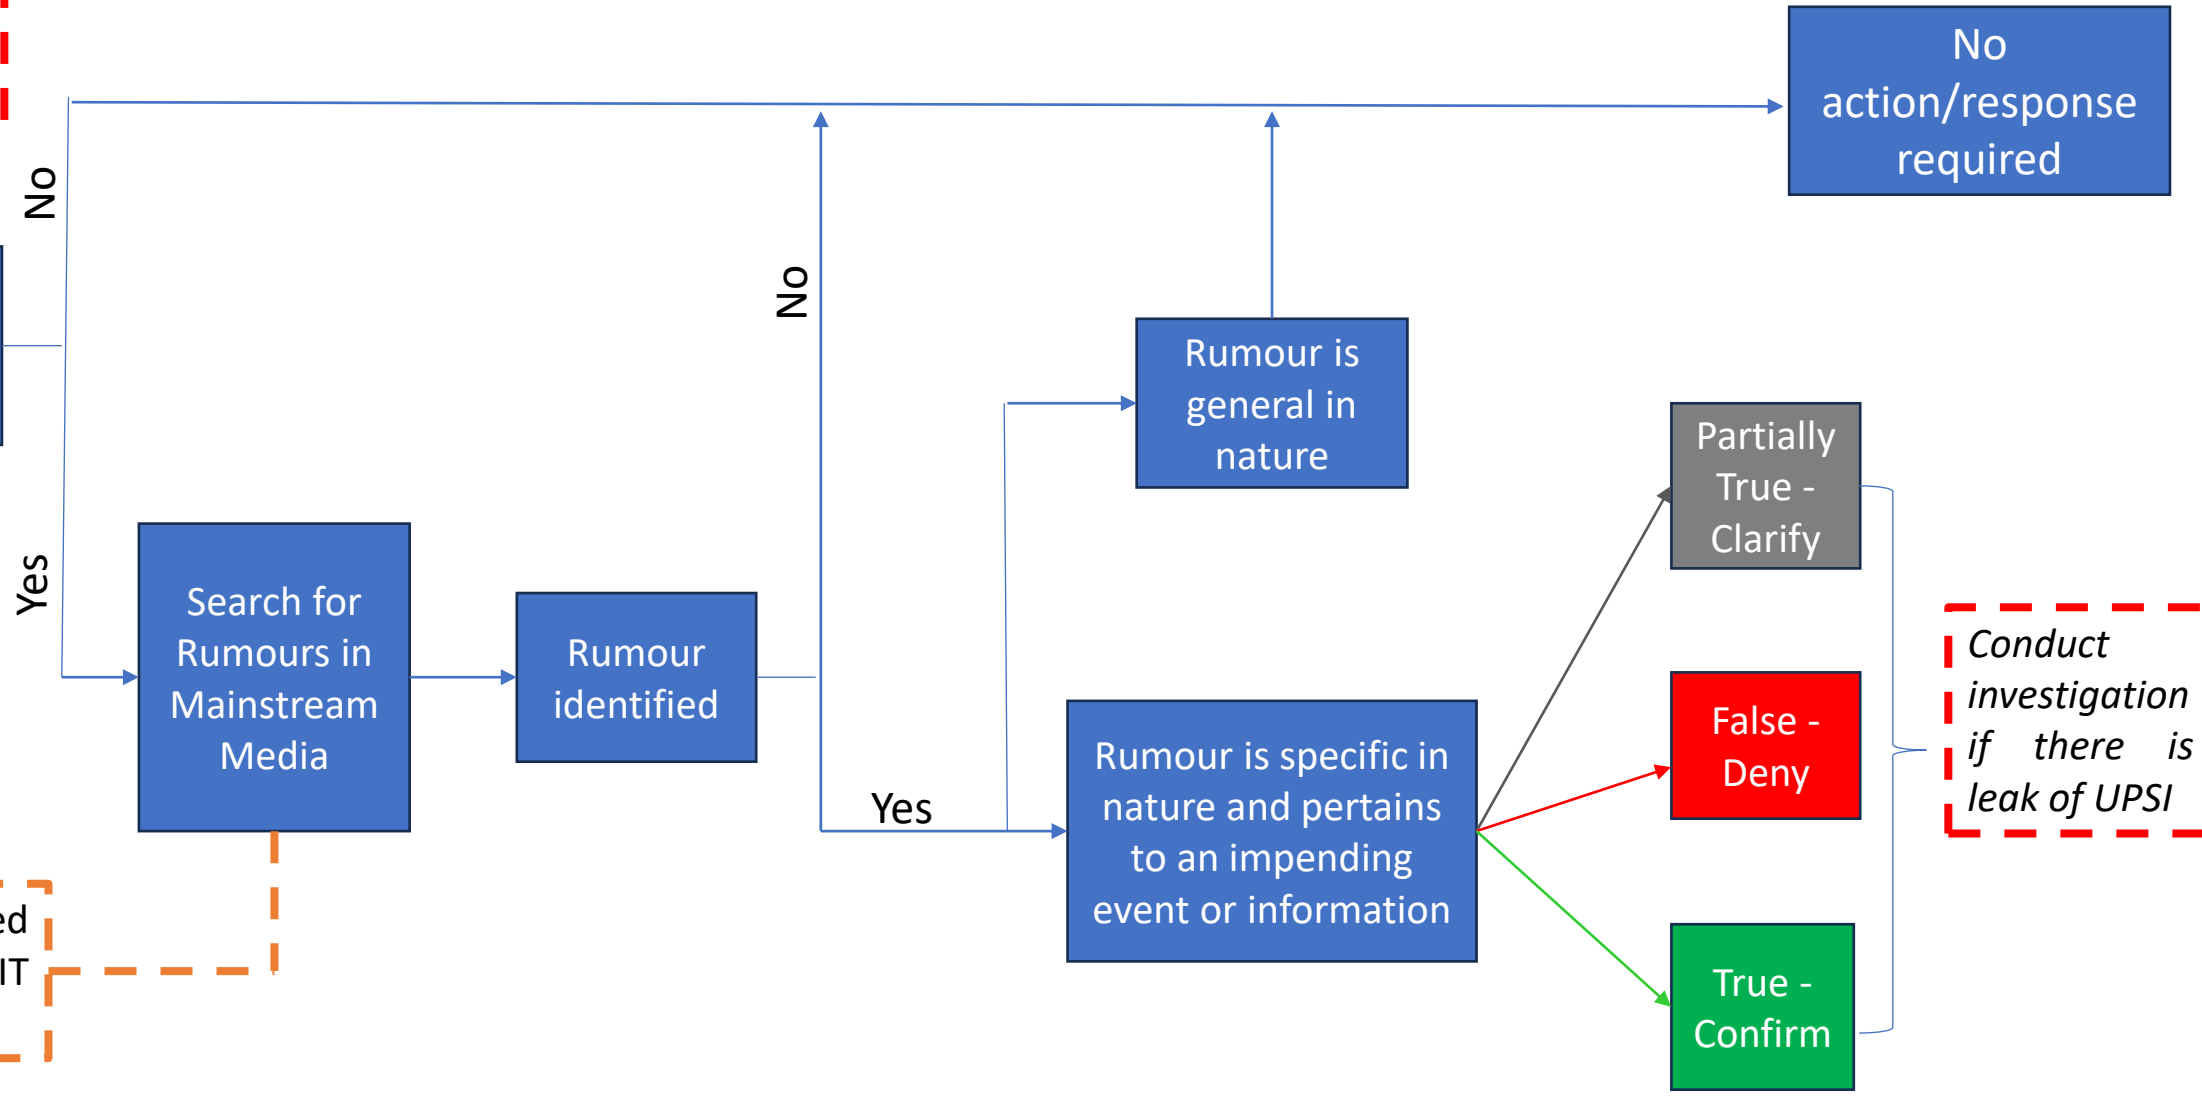 No
action/response
required
No
No
Rumour is
general in
nature
Partially
True -
Clarify
Yes
Search for
Rumours in
Mainstream
Media
Rumour
identified
Yes
Rumour is specific in
nature and pertains
to an impending
event or information
False -
Deny
True -
Confirm
Conduct
investigation
if there is
leak of UPSI
ed
IT